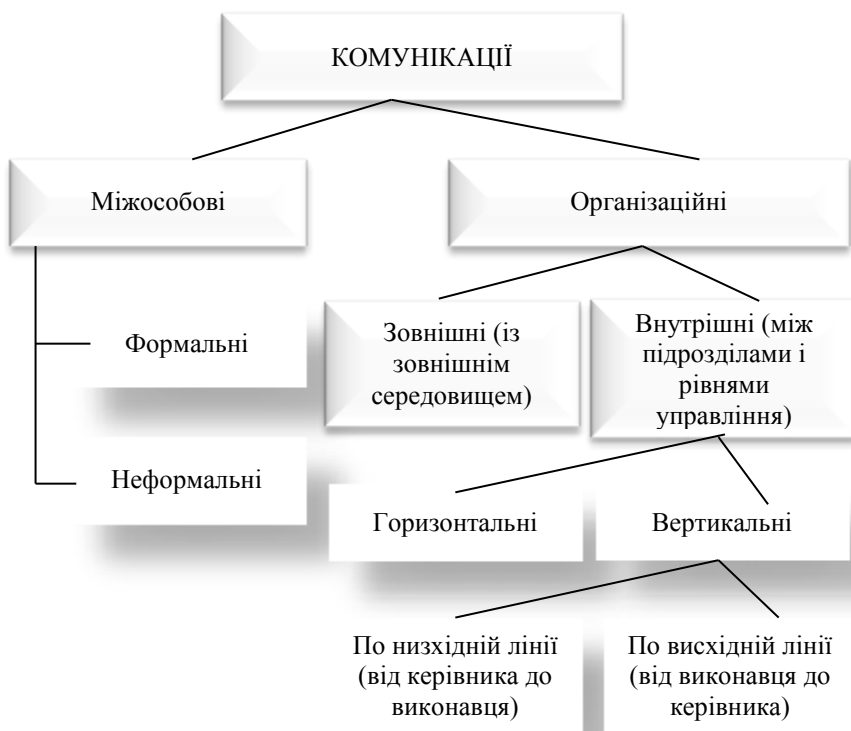 КОМУНІКАЦІЇ
Міжособові
Організаційні
Формальні
Неформальні
Зовнішні (із
зовнішнім
середовищем)
Внутрішні (між
підрозділами і
рівнями
управління)
Горизонтальні
Вертикальні
По низхідній лінії
(від керівника до
виконавця)
По висхідній лінії
(від виконавця до
керівника)